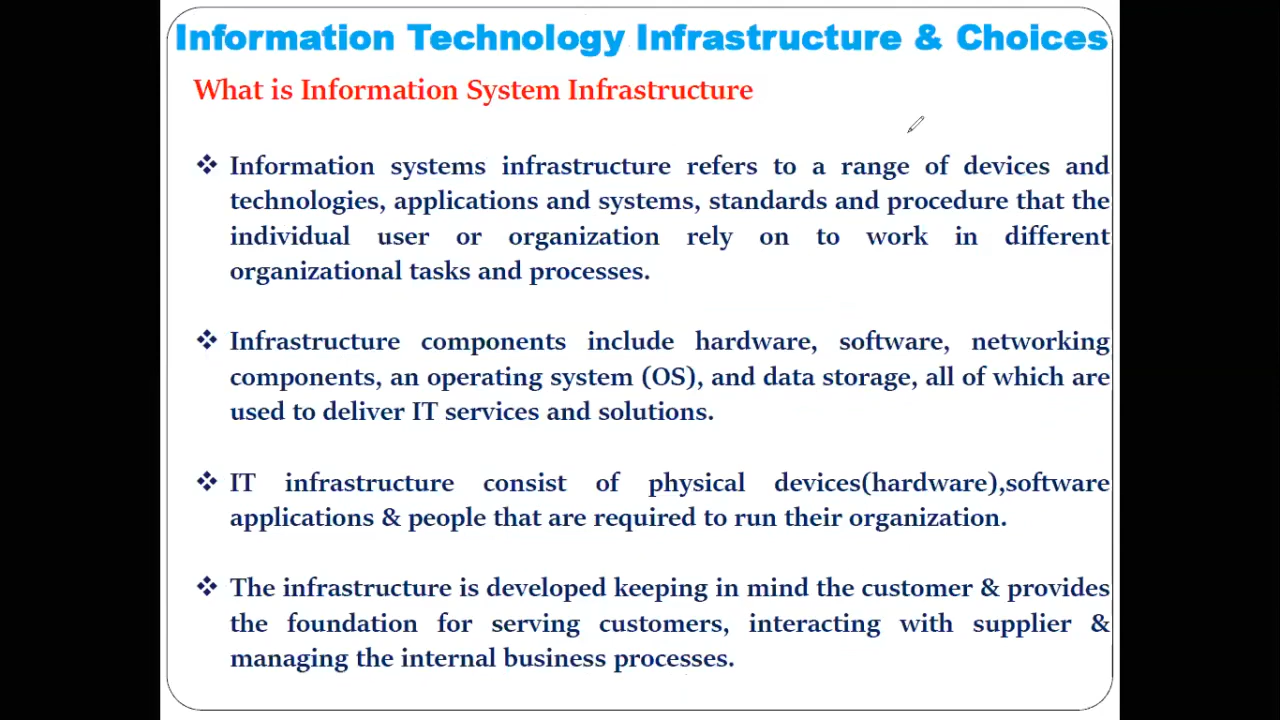 Information Technology Infrastructure & Choices
What is Information System Infrastructure
❖ Information systems infrastructure refers to a range of devices and
technologies, applications and systems, standards and procedure that the
individual user or organization rely on to work in different
organizational tasks and processes.
❖ Infrastructure components include hardware, software, networking
components, an operating system (OS), and data storage, all of which are
used to deliver IT services and solutions.
❖ IT infrastructure consist of physical devices(hardware),software
applications & people that are required to run their organization.
❖ The infrastructure is developed keeping in mind the customer & provides
the foundation for serving customers, interacting with supplier &
managing the internal business processes.